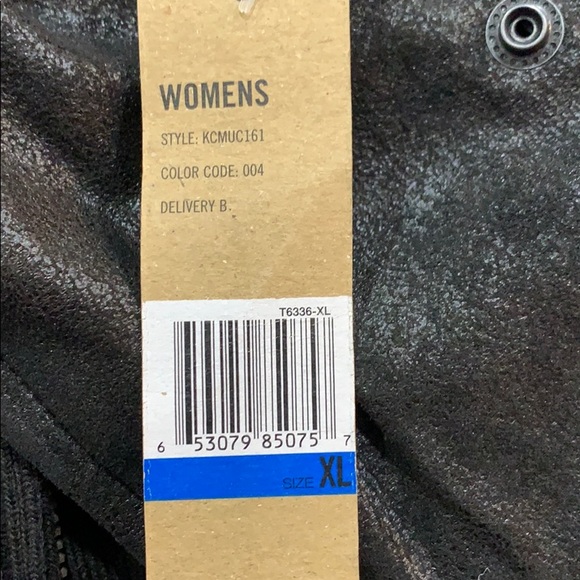 WOMENS
STYLE: KCMUC161
COLOR CODE: 004
DELIVERY B.
T6336-XL
6 53079 85075 7
SIZE XL